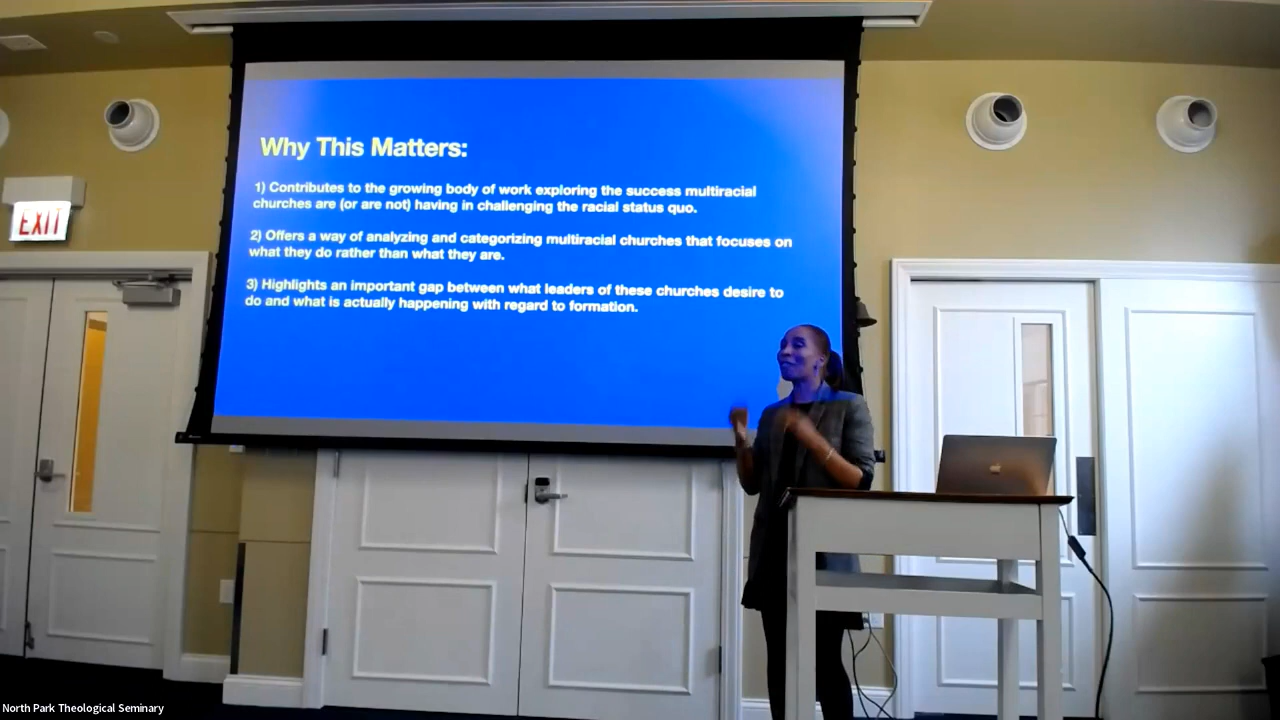 Why This Matters:
1) Contributes to the growing body of work exploring the success multiracial
churches are (or are not) having in challenging the racial status quo.
2) Offers a way of analyzing and categorizing multiracial churches that focuses on
what they do rather than what they are.
3) Highlights an important gap between what leaders of these churches desire to
do and what is actually happening with regard to formation.
EXIT
North Park Theological Seminary